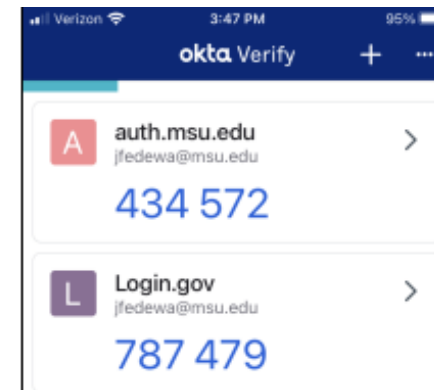 Verizon 3:47 PM 95%
okta Verify + ...
A auth.msu.edu
jfedewa@msu.edu
434 572
L Login.gov
jfedewa@msu.edu
787 479